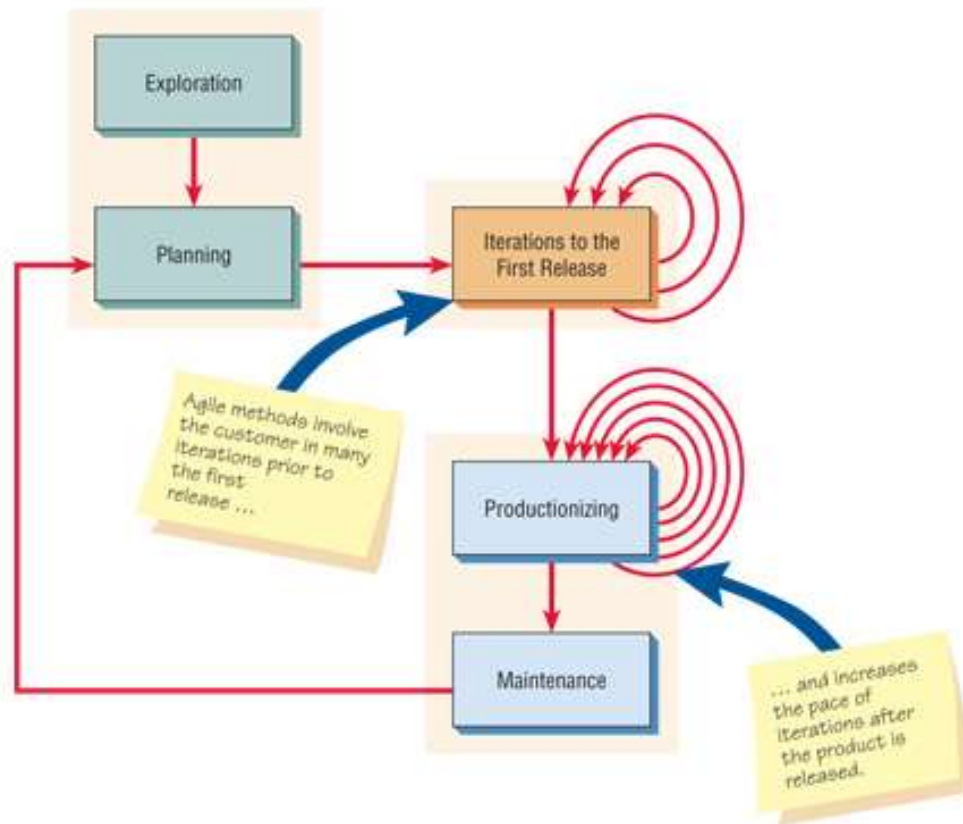 Exploration
Planning
Iterations to the
First Release
Agile methods involve
the customer in many
iterations prior to
the first
release ...
Productionizing
Maintenance
... and increases
the pace of
iterations after
the product is
released.